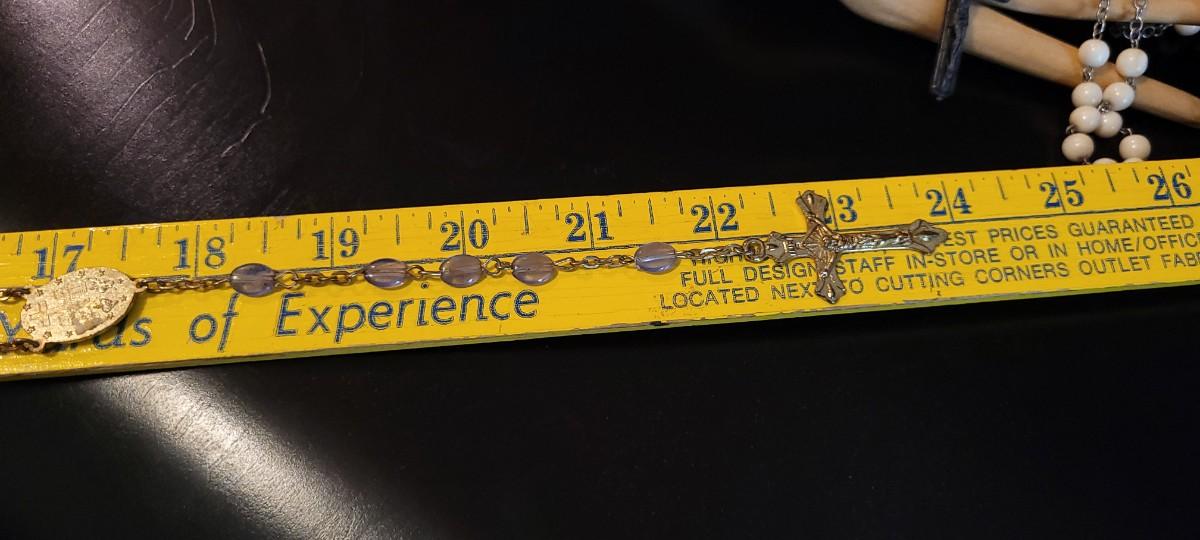 17 18 19 20 21 22 23 24 25 26
of Experience
EST PRICES GUARANTEED
FULL DESIGN STAFF IN-STORE OR IN HOME/OFFIC
LOCATED NEXT TO CUTTING CORNERS OUTLET FAB